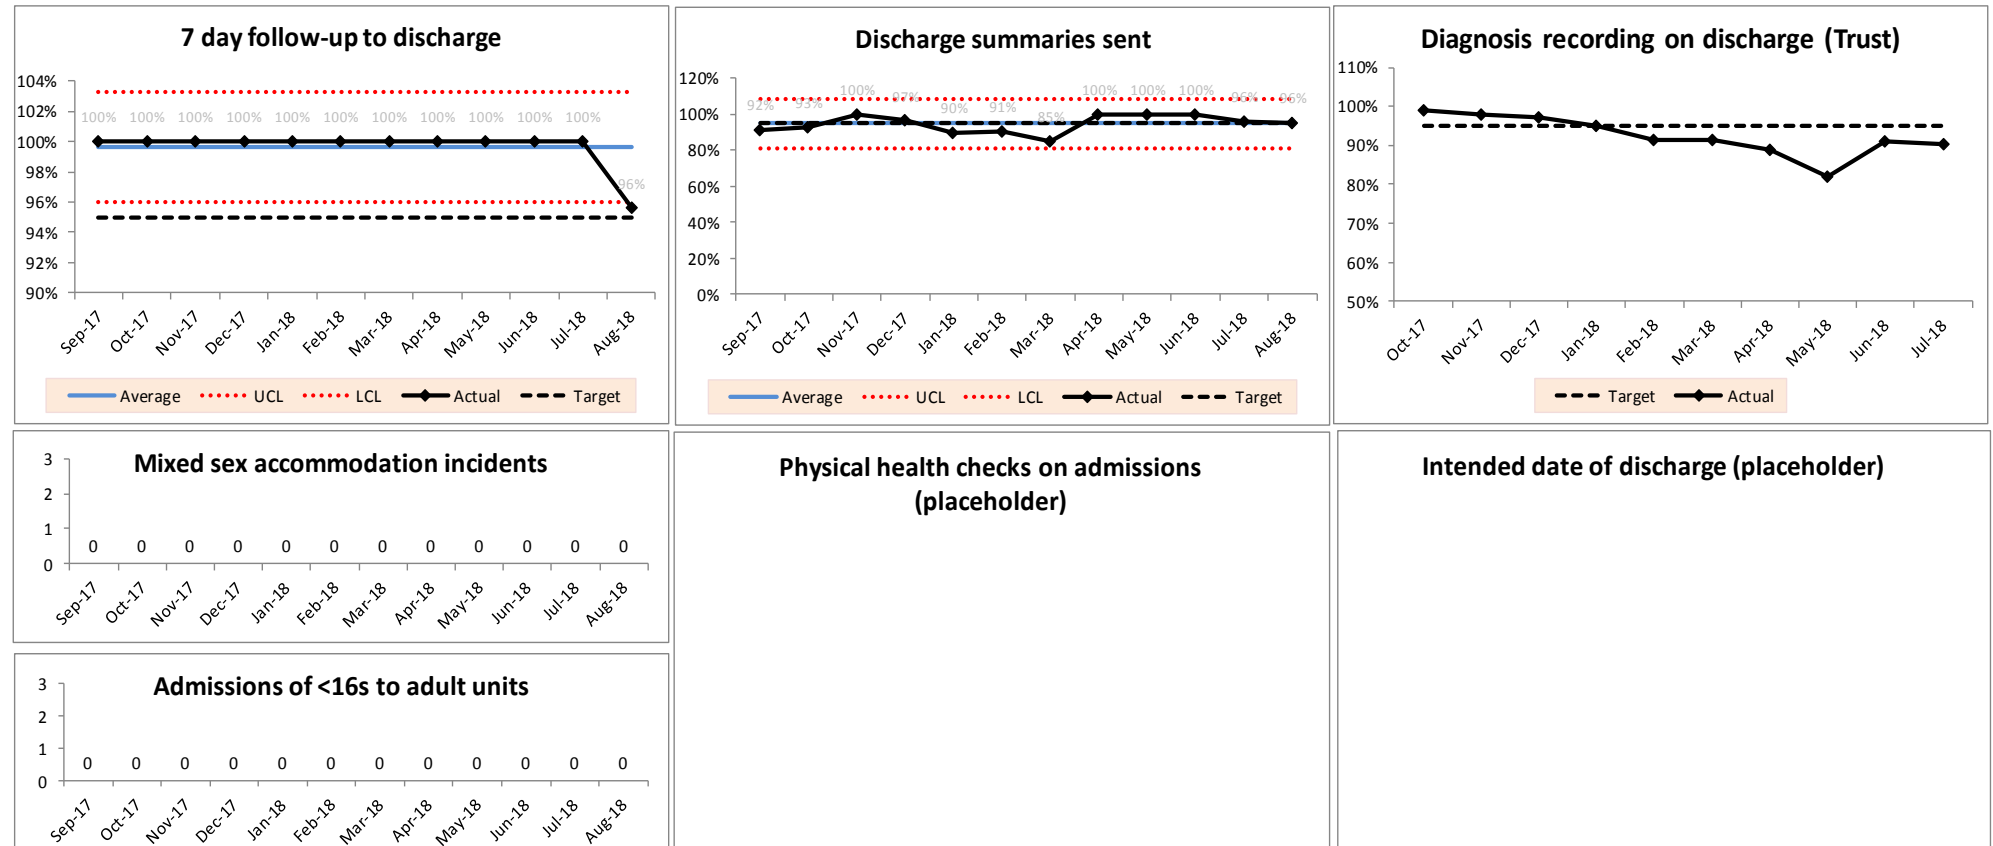 7 day follow-up to discharge
104%
102%
100%
98%
96%
94%
92%
90%
100% 100% 100% 100% 100% 100% 100% 100% 100% 100% 100%
96%
Sep-17 Oct-17 Nov-17 Dec-17 Jan-18 Feb-18 Mar-18 Apr-18 May-18 Jun-18 Jul-18 Aug-18
Average UCL LCL Actual Target
Discharge summaries sent
120%
100%
80%
60%
40%
20%
0%
92% 93% 100% 97% 90% 91% 85% 100% 100% 100% 96% 95%
Sep-17 Oct-17 Nov-17 Dec-17 Jan-18 Feb-18 Mar-18 Apr-18 May-18 Jun-18 Jul-18 Aug-18
Average UCL LCL Actual Target
Diagnosis recording on discharge (Trust)
110%
100%
90%
80%
70%
60%
50%
Oct-17 Nov-17 Dec-17 Jan-18 Feb-18 Mar-18 Apr-18 May-18 Jun-18 Jul-18
Target Actual
Mixed sex accommodation incidents
3
2
1
0
0 0 0 0 0 0 0 0 0 0 0 0
Sep-17 Oct-17 Nov-17 Dec-17 Jan-18 Feb-18 Mar-18 Apr-18 May-18 Jun-18 Jul-18 Aug-18
Physical health checks on admissions
(placeholder)
Intended date of discharge (placeholder)
Admissions of <16s to adult units
3
2
1
0
0 0 0 0 0 0 0 0 0 0 0 0
Sep-17 Oct-17 Nov-17 Dec-17 Jan-18 Feb-18 Mar-18 Apr-18 May-18 Jun-18 Jul-18 Aug-18